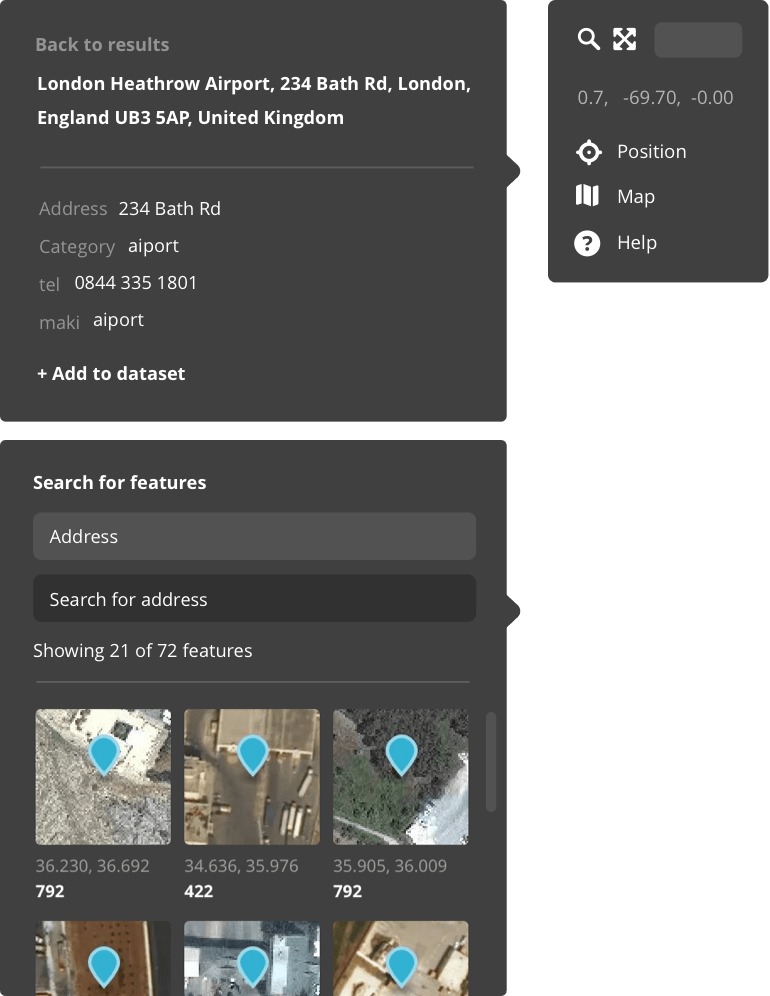 Back to results
London Heathrow Airport, 234 Bath Rd, London,
England UB3 5AP, United Kingdom
Address 234 Bath Rd
Category aiport
tel 0844 335 1801
maki aiport
+ Add to dataset
Search for features
Address
Search for address
Showing 21 of 72 features
36.230, 36.692 34.636, 35.976 35.905, 36.009
792 422 792
0.7, -69.70, -0.00
Position
Map
? Help